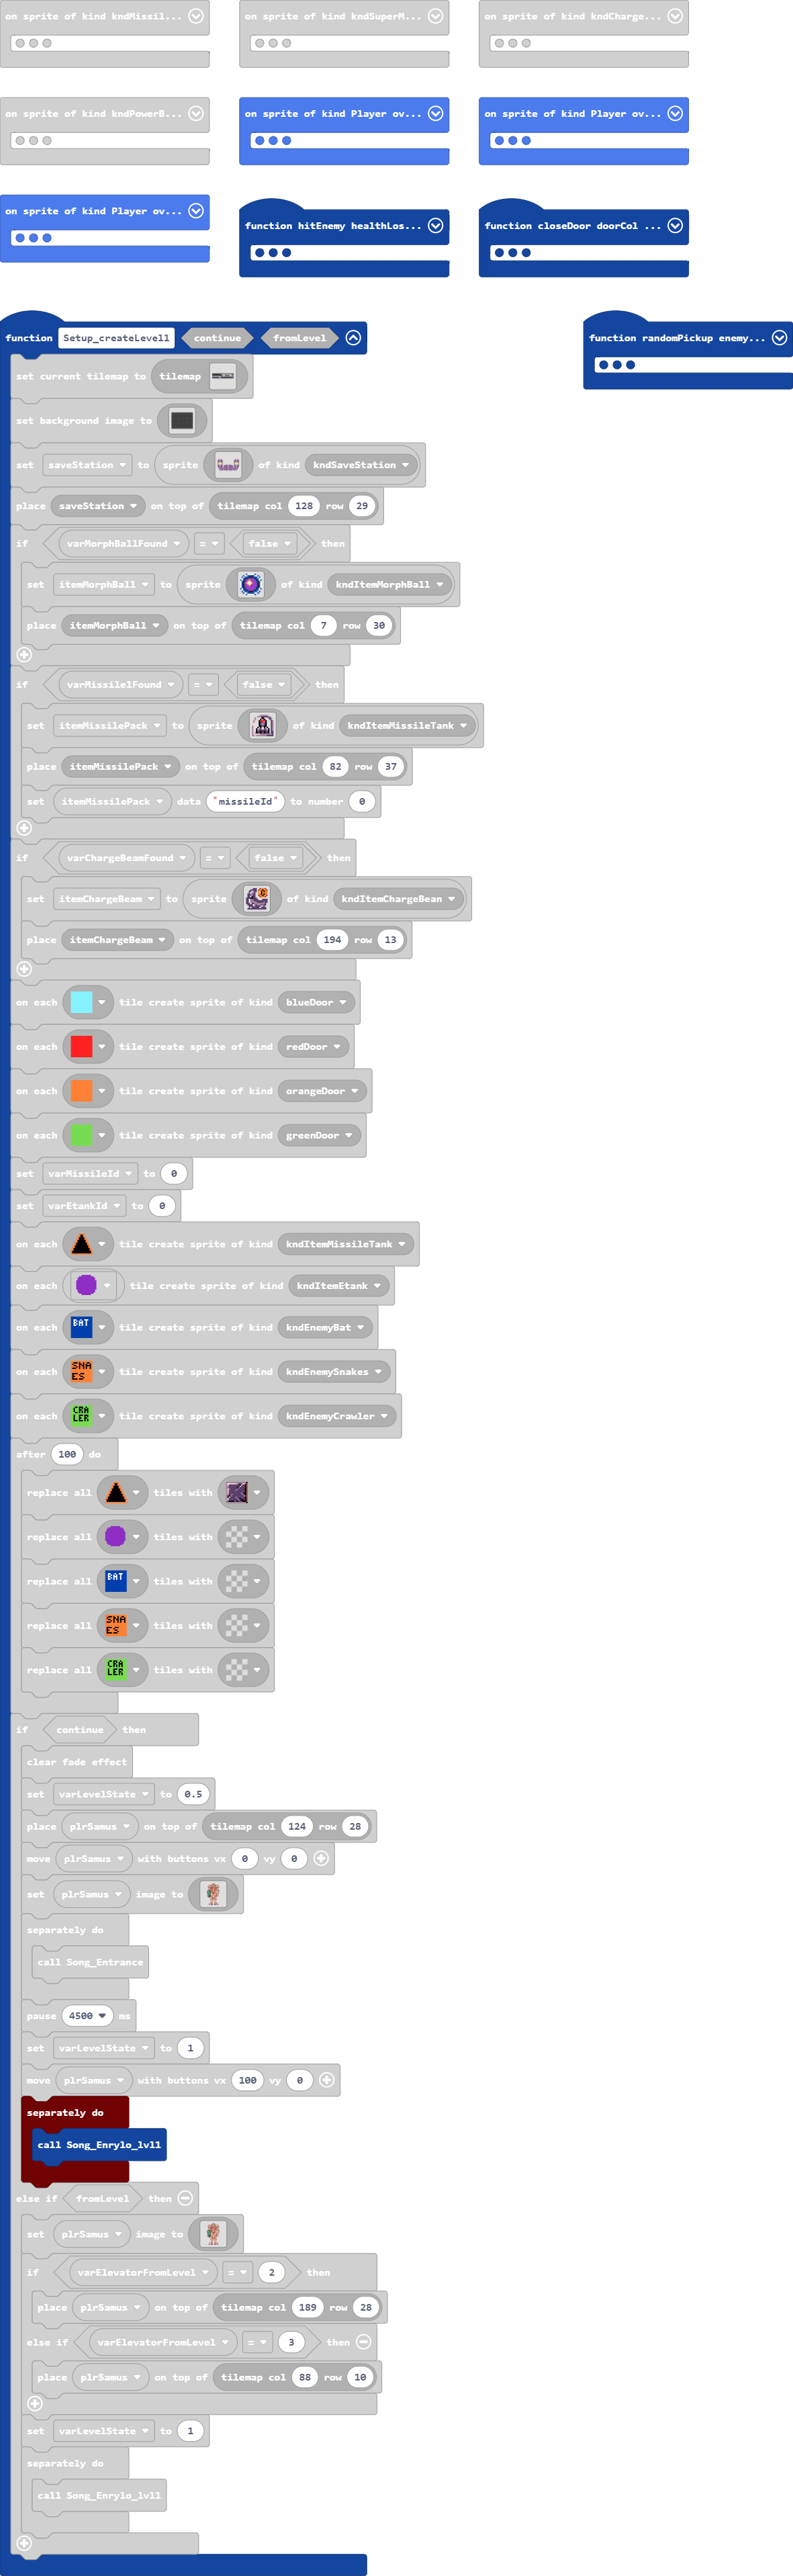 on sprite of kind kndMissil...
on sprite of kind kndSuperM...
on sprite of kind kndCharge...
on sprite of kind kndPowerB...
on sprite of kind Player ov...
on sprite of kind Player ov...
on sprite of kind Player ov...
function hitEnemy healthLos...
function closeDoor doorCol ...
function Setup_createLevel1 continue fromLevel
function randomPickup enemy...
set current tilemap to tilemap
set background image to
set saveStation to sprite of kind kndSaveStation
place saveStation on top of tilemap col 128 row 29
if varMorphBallFound = false then
set itemMorphBall to sprite of kind kndItemMorphBall
place itemMorphBall on top of tilemap col 7 row 30
if varMissile1Found = false then
set itemMissilePack to sprite of kind kndItemMissileTank
place itemMissilePack on top of tilemap col 82 row 37
set itemMissilePack data "missileId" to number 0
if varChargeBeamFound = false then
set itemChargeBeam to sprite of kind kndItemChargeBean
place itemChargeBeam on top of tilemap col 194 row 13
on each tile create sprite of kind blueDoor
on each tile create sprite of kind redDoor
on each tile create sprite of kind orangeDoor
on each tile create sprite of kind greenDoor
set varMissileId to 0
set varEtankId to 0
on each tile create sprite of kind kndItemMissileTank
on each tile create sprite of kind kndItemEtank
on each BAT tile create sprite of kind kndEnemyBat
on each SNA ES tile create sprite of kind kndEnemySnakes
on each CRA LER tile create sprite of kind kndEnemyCrawler
after 100 do
replace all tiles with
replace all tiles with
replace all BAT tiles with
replace all SNA ES tiles with
replace all CRA LER tiles with
if continue then
clear fade effect
set varLevelState to 0.5
place plrSamus on top of tilemap col 124 row 28
move plrSamus with buttons vx 0 vy 0
set plrSamus image to
separately do
call Song_Entrance
pause 4500 ms
set varLevelState to 1
move plrSamus with buttons vx 100 vy 0
separately do
call Song_Enrylo_lvl1
else if fromLevel then
set plrSamus image to
if varElevatorFromLevel = 2 then
place plrSamus on top of tilemap col 189 row 28
else if varElevatorFromLevel = 3 then
place plrSamus on top of tilemap col 88 row 10
set varLevelState to 1
separately do
call Song_Enrylo_lvl1